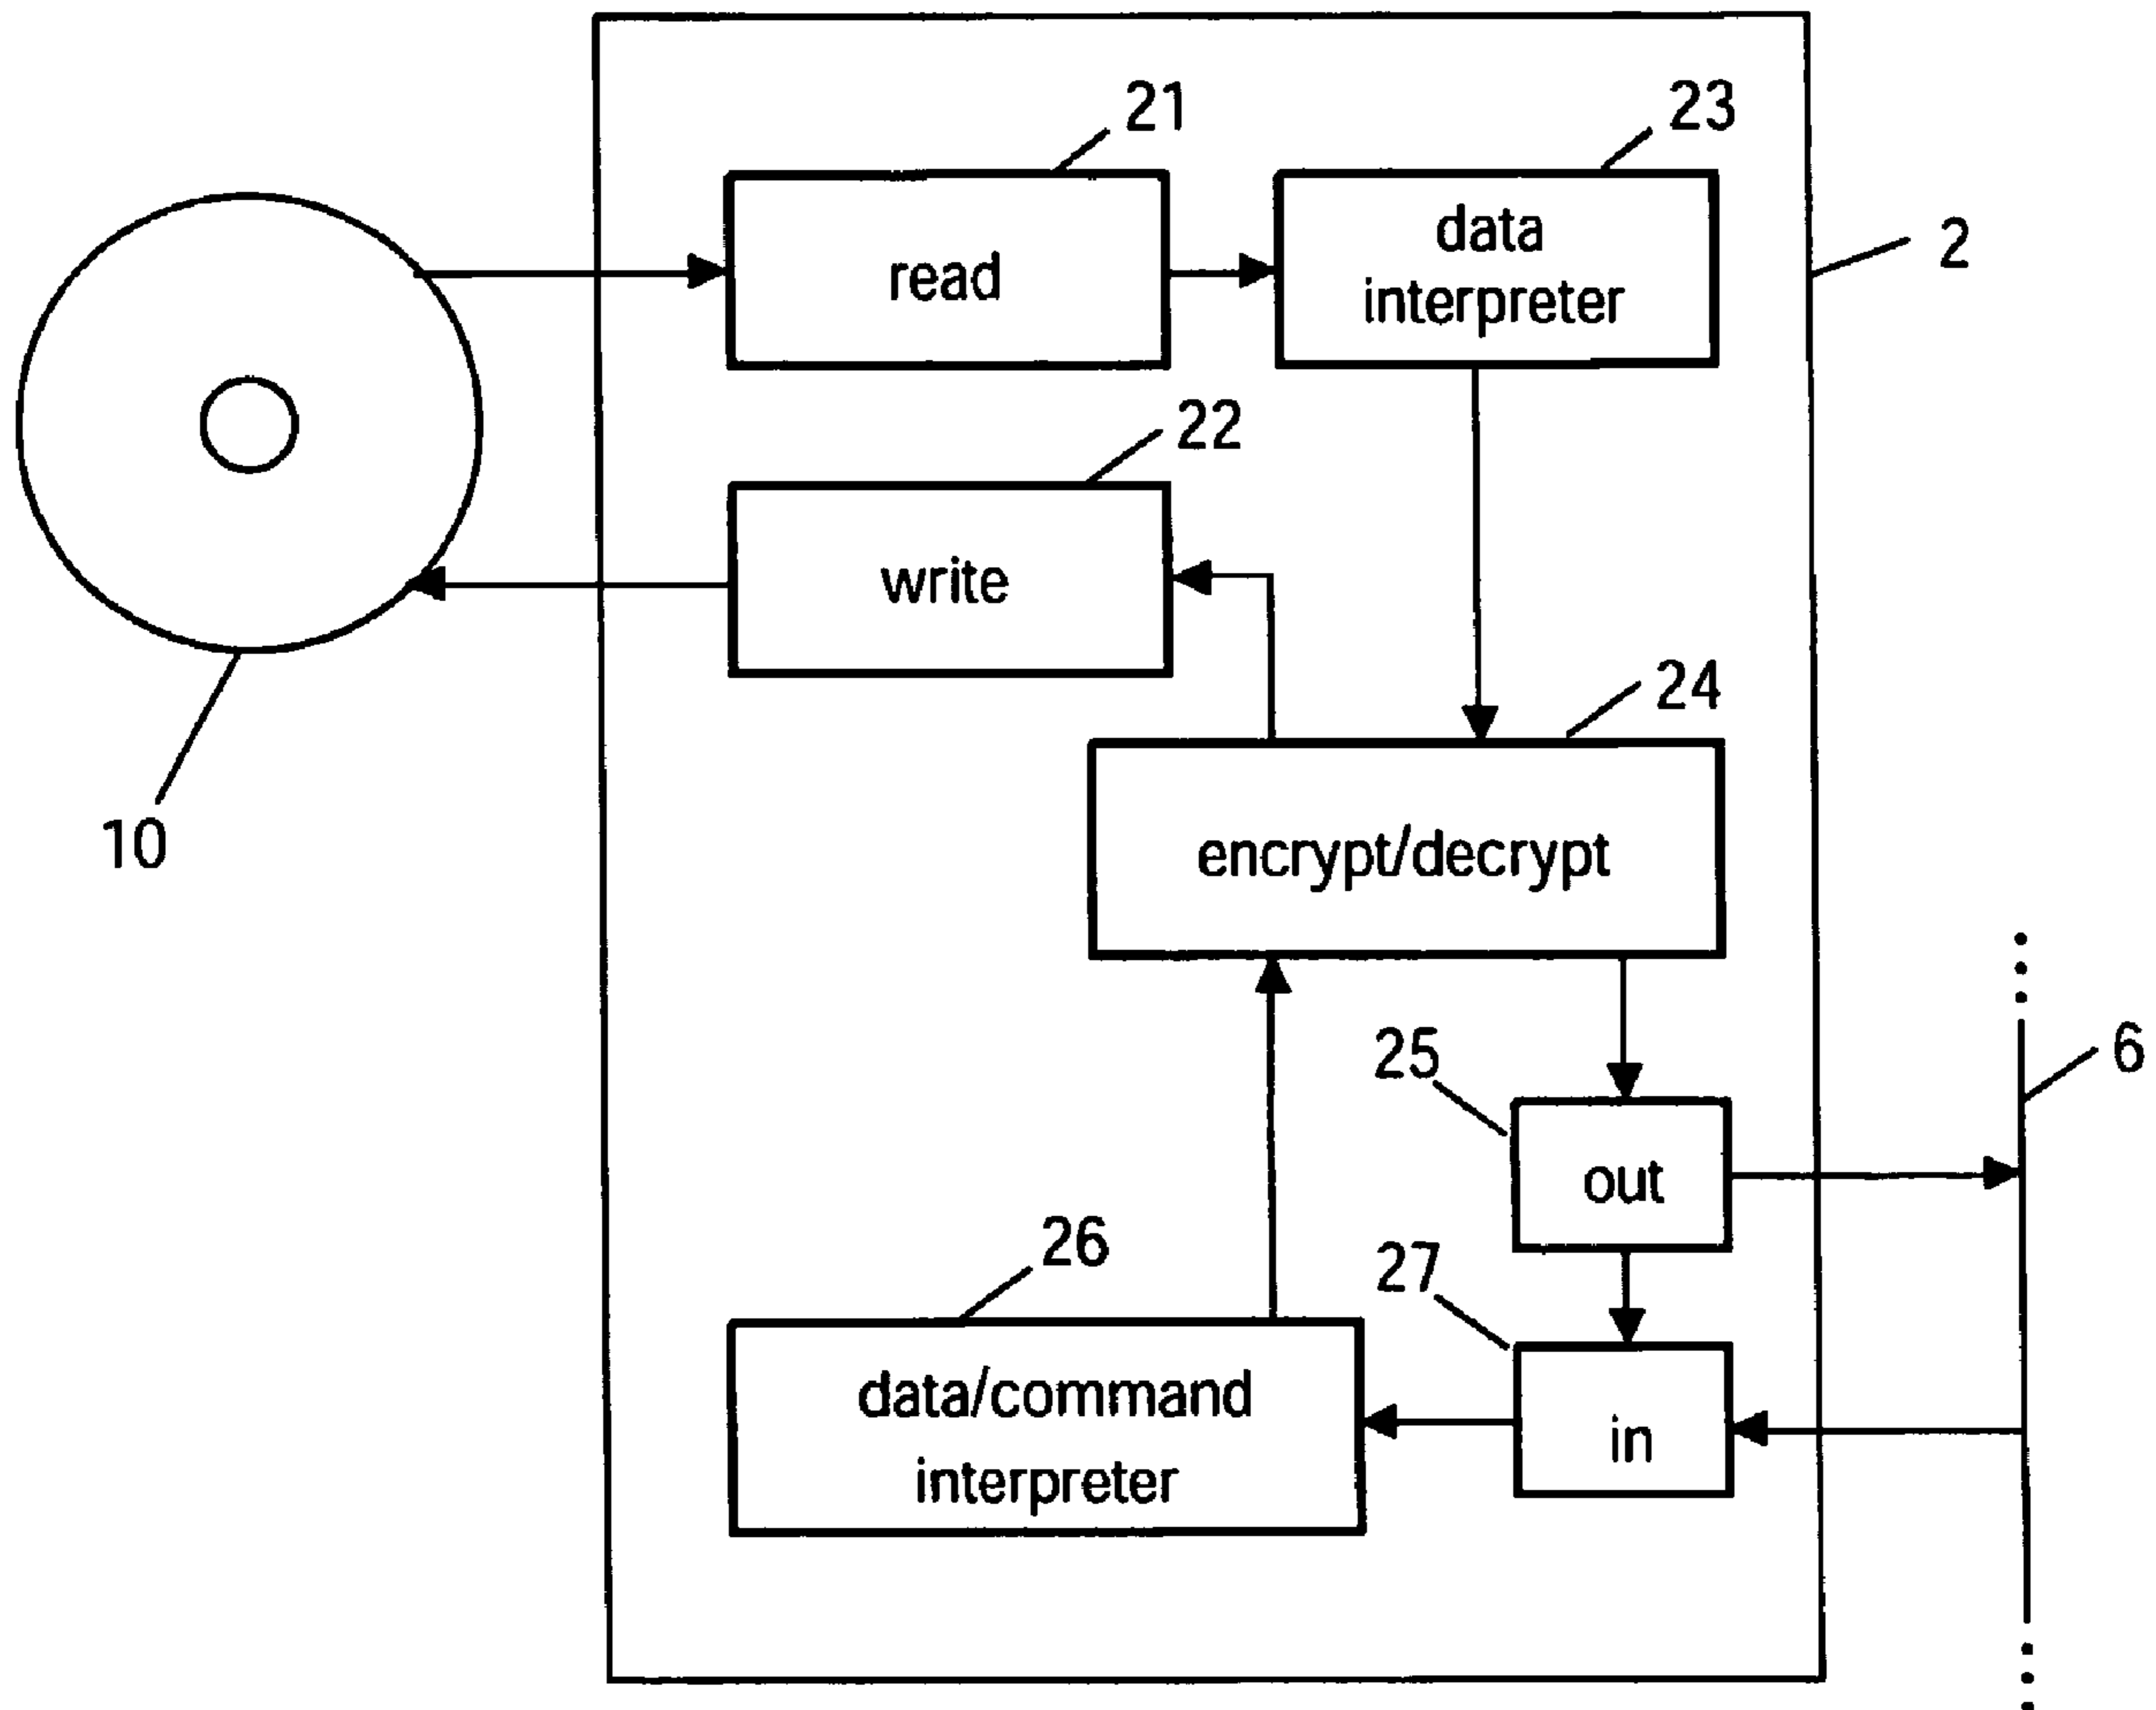 21
23
read
data
interpreter
2
22
write
24
10
encrypt/decrypt
25
6
out
26
27
data/command
interpreter
in